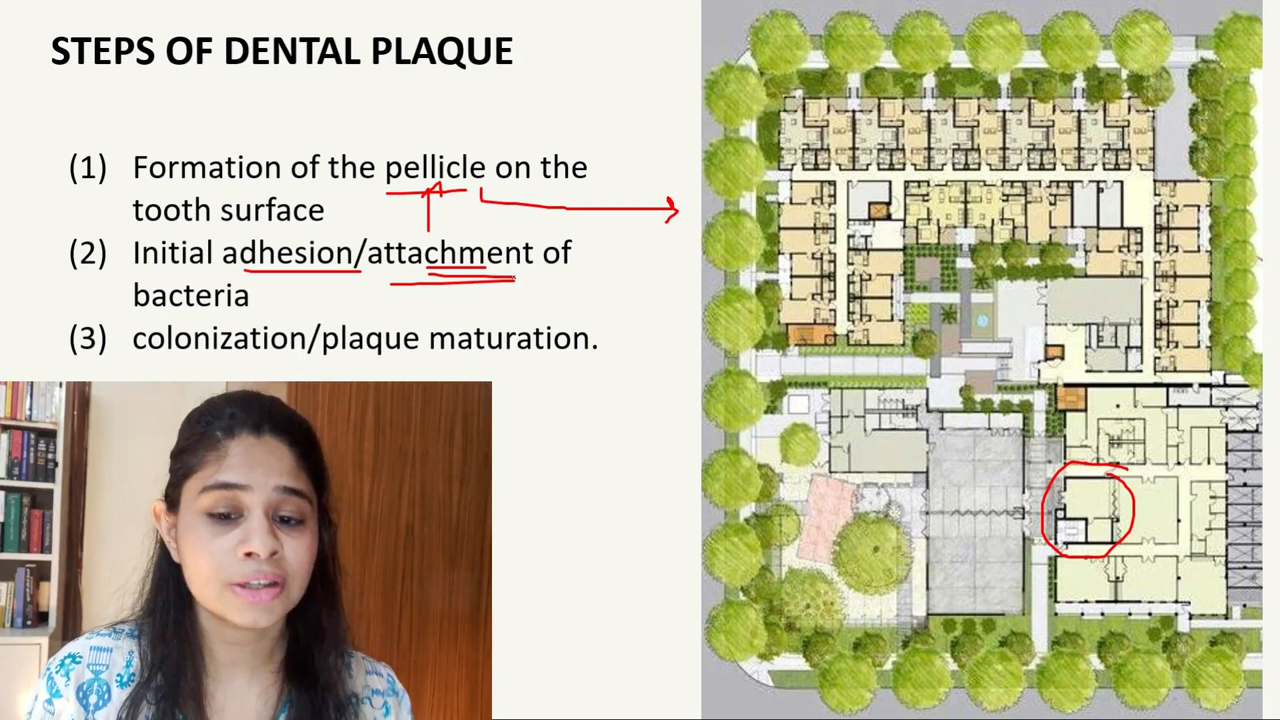 STEPS OF DENTAL PLAQUE
(1) Formation of the pellicle on the
tooth surface
(2) Initial adhesion/attachment of
bacteria
(3) colonization/plaque maturation.